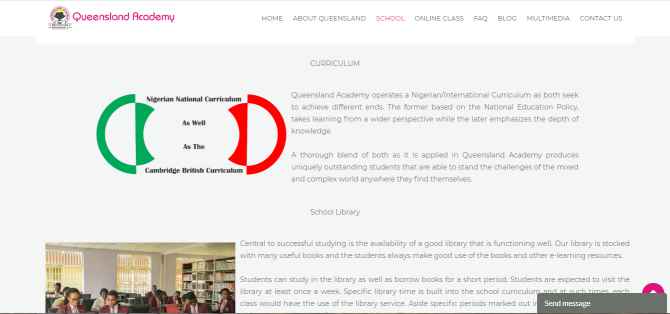 Queensland Academy
HOME ABOUT QUEENSLAND SCHOOL ONLINE CLASS FAQ BLOG MULTIMEDIA CONTACT US
CURRICULUM
Nigerian National Curriculum
As Well
As The
Cambridge British Curriculum
Queensland Academy operates a Nigerian/International Curriculum as both seek
to achieve different ends. The former based on the National Education Policy,
takes learning from a wider perspective while the later emphasizes the depth of
knowledge.
A thorough blend of both as it is applied in Queensland Academy produces
uniquely outstanding students that are able to stand the challenges of the mixed
and complex world anywhere they find themselves.
School Library
Central to successful studying is the availability of a good library that is functioning well. Our library is stocked
with many useful books and the students always make good use of the books and other e-learning resources.
Students can study in the library as well as borrow books for a short period. Students are expected to visit the
library at least once a week. Specific library time is built into the school curriculum and at such times, each
class would have the use of the library service. Aside specific periods marked out
Send message